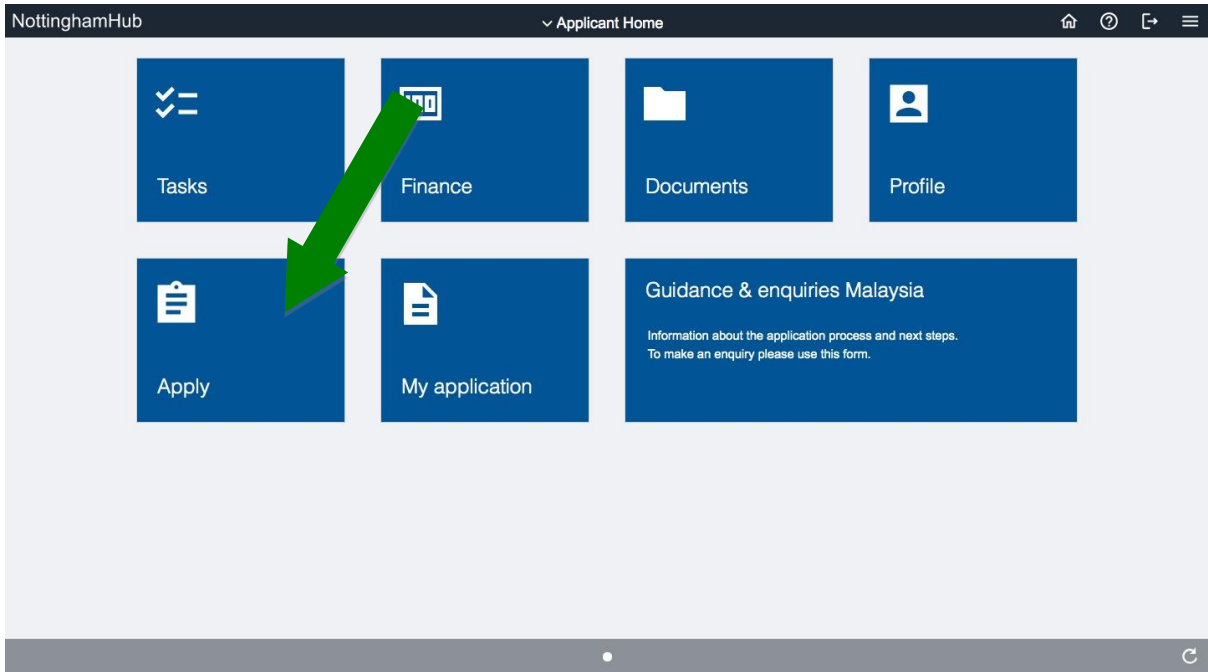 NottinghamHub
Applicant Home
Tasks
Finance
Documents
Profile
Apply
My application
Guidance & enquiries Malaysia
Information about the application process and next steps.
To make an enquiry please use this form.